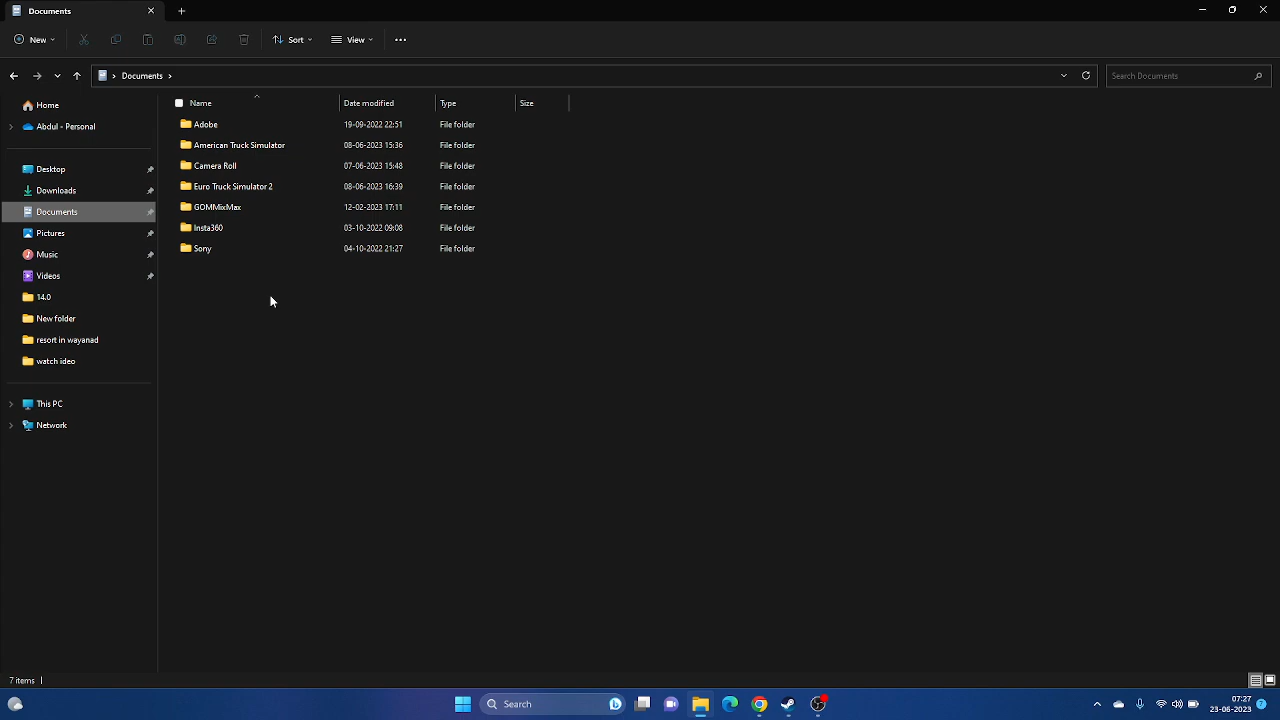 Documents
New
Sort
View
Documents
Search Documents
Home
Abdul - Personal
Desktop
Downloads
Documents
Pictures
Music
Videos
14.0
New folder
resort in wayanad
watch ideo
This PC
Network
Name Date modified Type Size
Adobe 19-09-2022 22:51 File folder
American Truck Simulator 08-06-2023 15:36 File folder
Camera Roll 07-06-2023 15:48 File folder
Euro Truck Simulator 2 08-06-2023 16:39 File folder
GOMMixMax 12-02-2023 17:11 File folder
Insta360 03-10-2022 09:08 File folder
Sony 04-10-2022 21:27 File folder
7 items
Search
07:27
23-06-2023